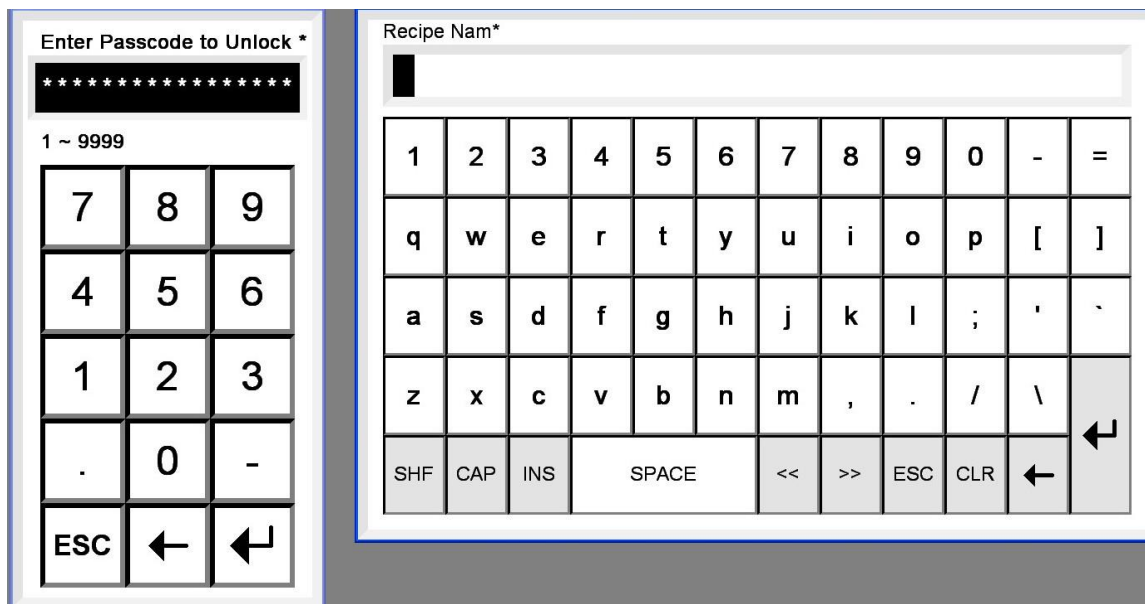 Enter Passcode to Unlock *
*****************
1 ~ 9999
7 8 9
4 5 6
1 2 3
. 0 -
ESC ← ↵
Recipe Nam*
1 2 3 4 5 6 7 8 9 0 - =
q w e r t y u i o p [ ]
a s d f g h j k l ; ' `
z x c v b n m , . / \ ↵
SHF CAP INS SPACE << >> ESC CLR ←